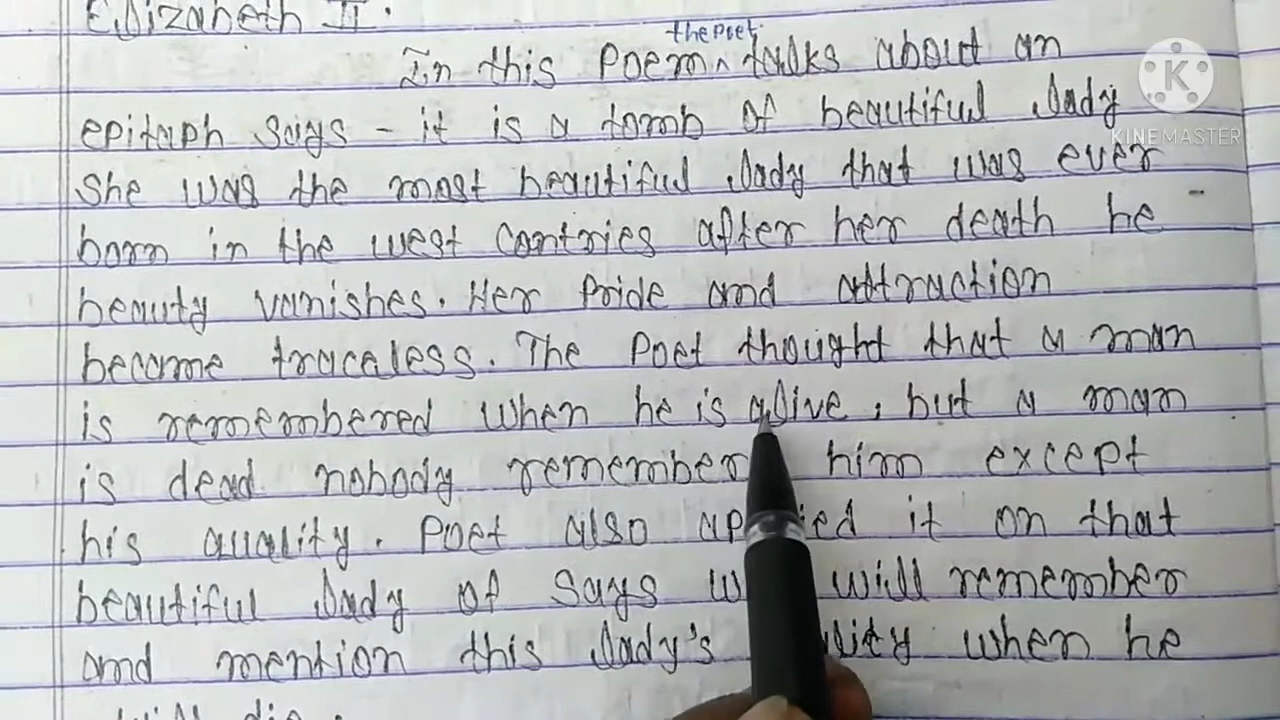 Elizabeth II.
the Poet
In this Poem ^ talks about an
epitaph says - it is a tomb of beautiful lady
She was the most beautiful lady that was ever
born in the west contries after her death he
beauty vanishes. Her Pride and attraction
become traceless. The Poet thought that a man
is remembered when he is alive, but a man
is dead nobody remember him except
his quality. Poet also it on that
beautiful lady of says will remember
and mention this lady's when he
will die.
K
KINEMASTER